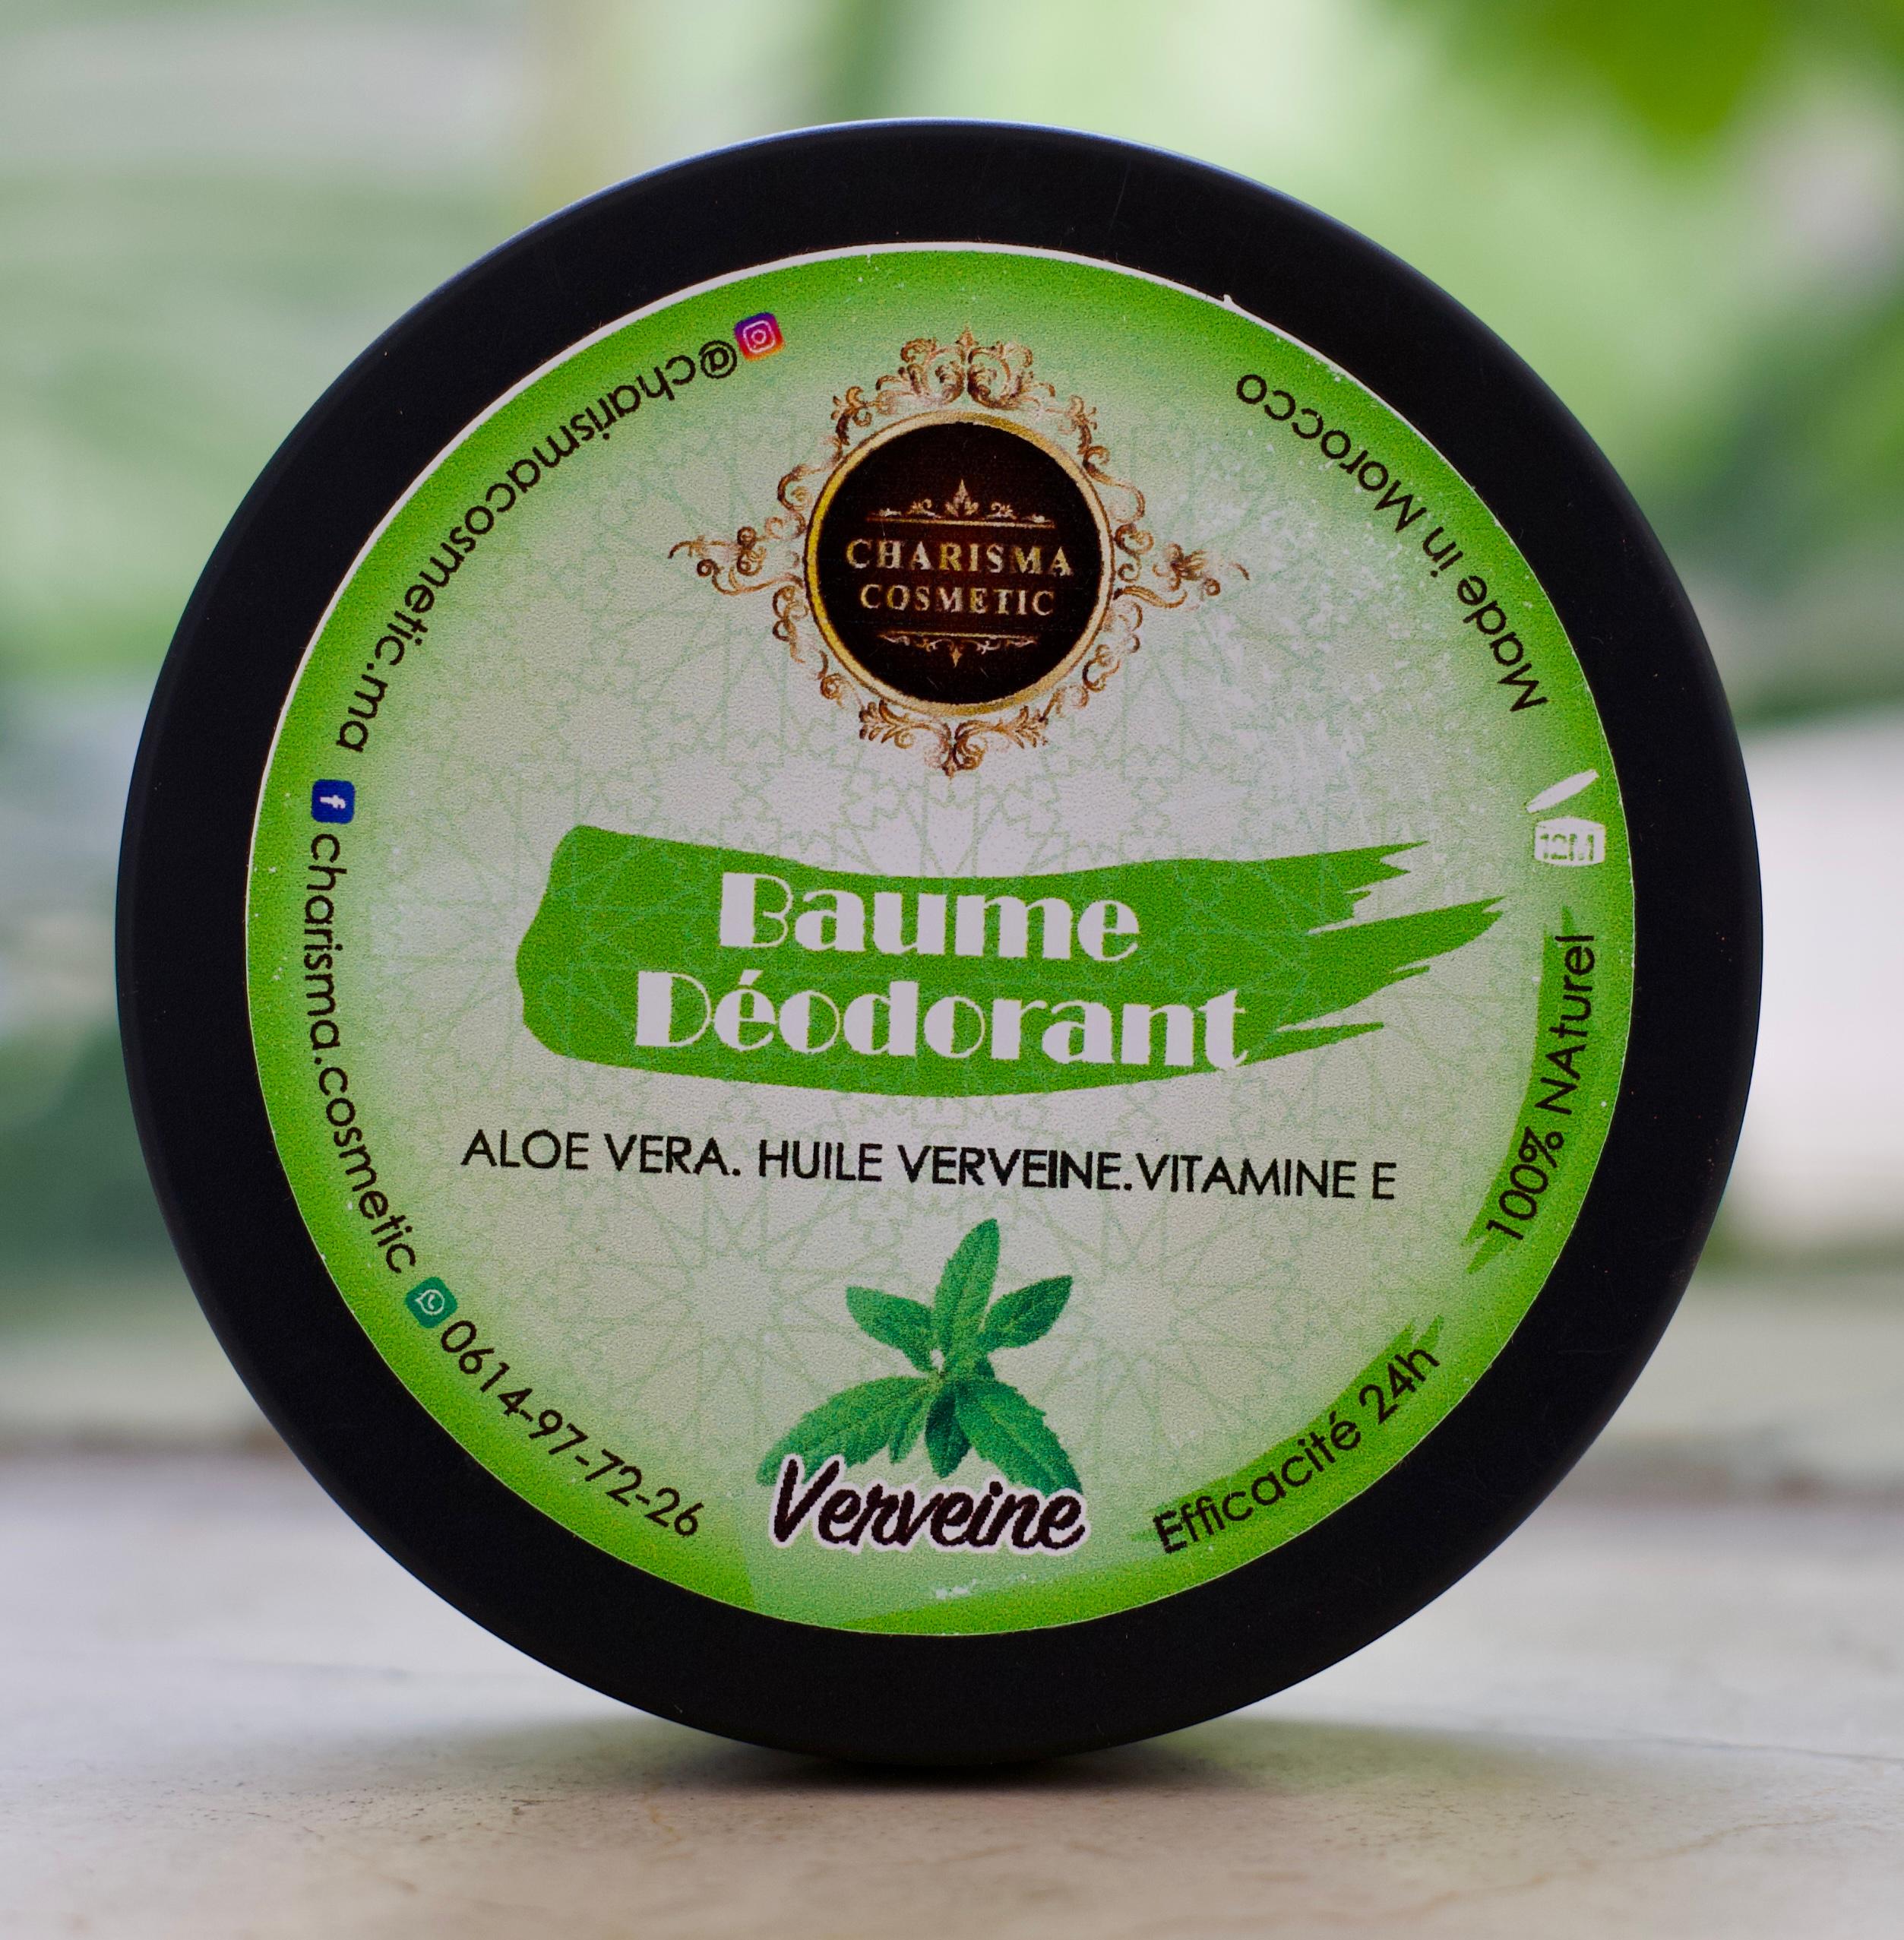 CHARISMA
COSMETIC
Baume
Déodorant
ALOE VERA. HUILE VERVEINE.VITAMINE E
Verveine
@charismacosmetic.ma
charisma.cosmetic
0614-97-72-26
Efficacité 24h
100% NAturel
12M
Made in Morocco